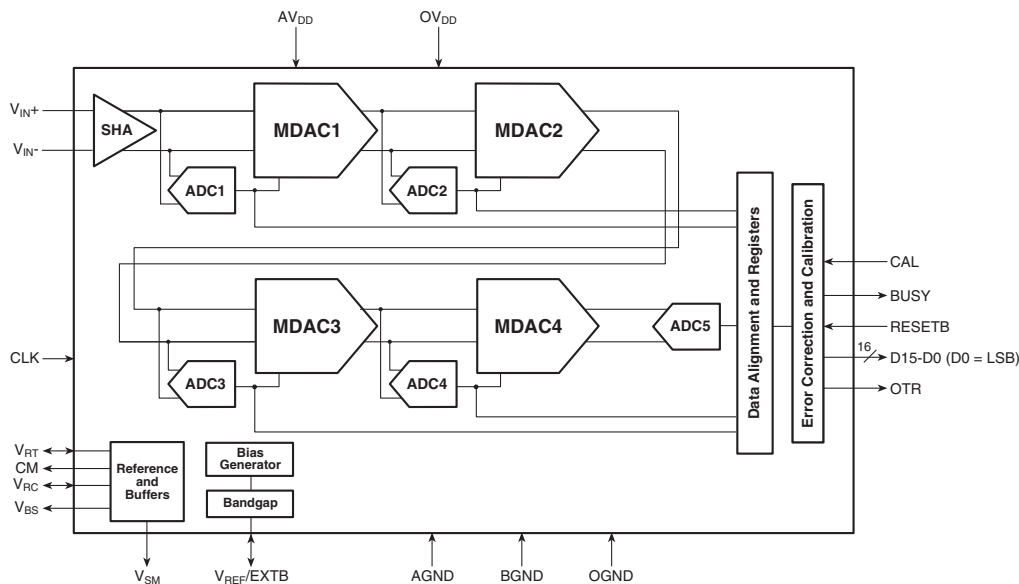 AVDD
OVDD
VIN+
VIN-
SHA
MDAC1
MDAC2
ADC1
ADC2
MDAC3
MDAC4
ADC3
ADC4
ADC5
Data Alignment and Registers
Error Correction and Calibration
CAL
BUSY
RESETB
16
D15-D0 (D0 = LSB)
OTR
CLK
VRT
CM
VRC
VBS
Reference
and
Buffers
Bias
Generator
Bandgap
VSM
VREF/EXTB
AGND
BGND
OGND